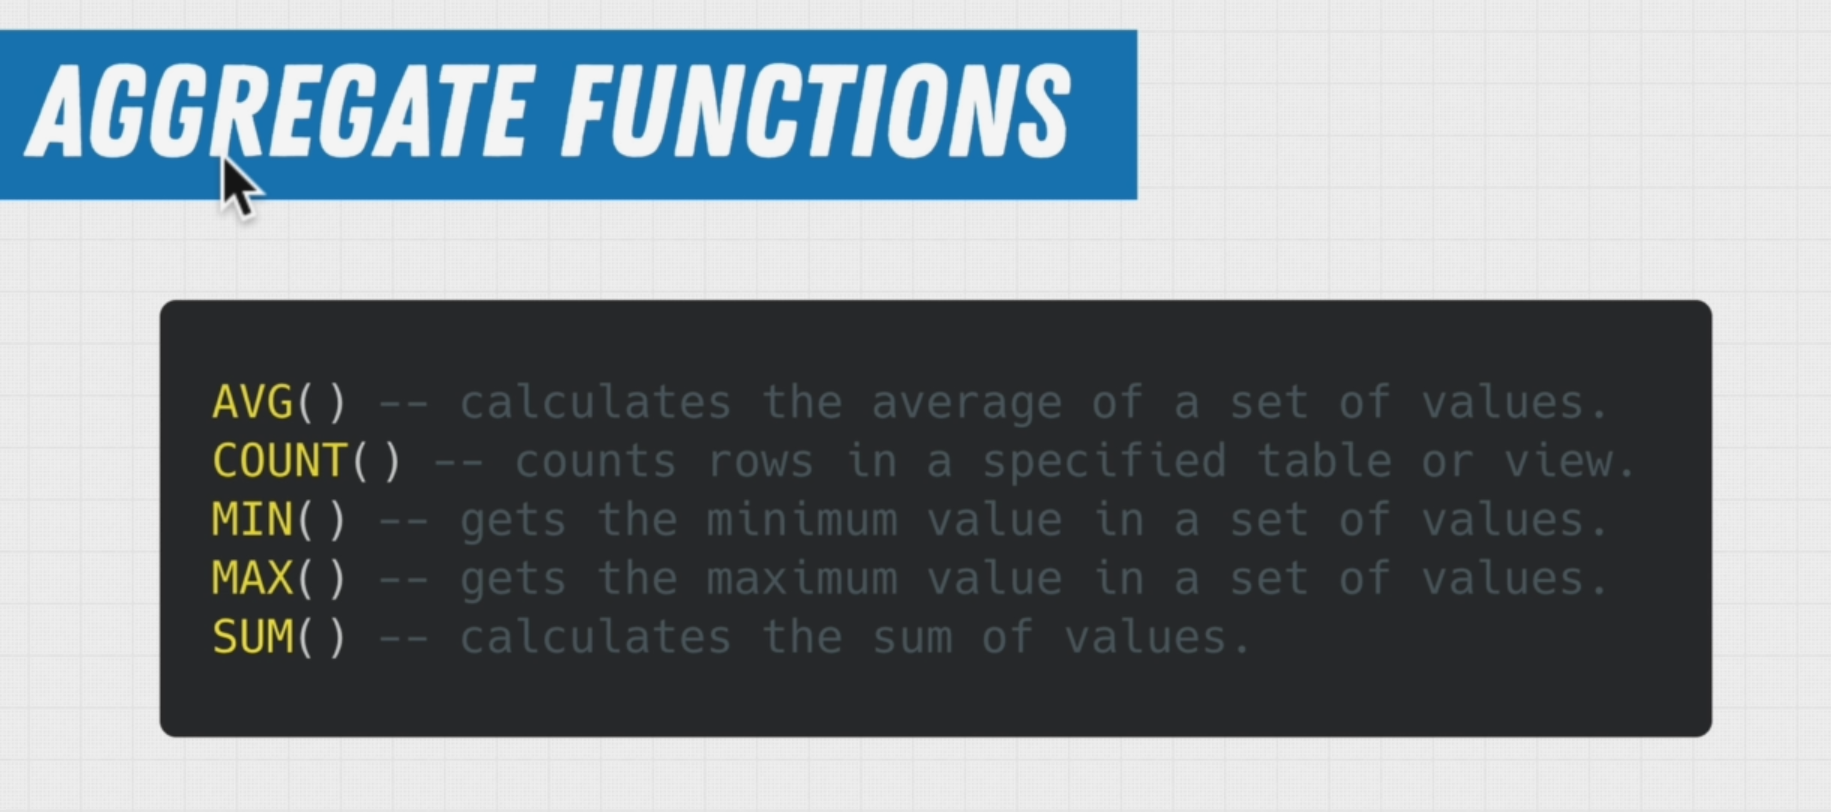 AGGREGATE FUNCTIONS
AVG() -- calculates the average of a set of values.
COUNT() -- counts rows in a specified table or view.
MIN() -- gets the minimum value in a set of values.
MAX() -- gets the maximum value in a set of values.
SUM() -- calculates the sum of values.